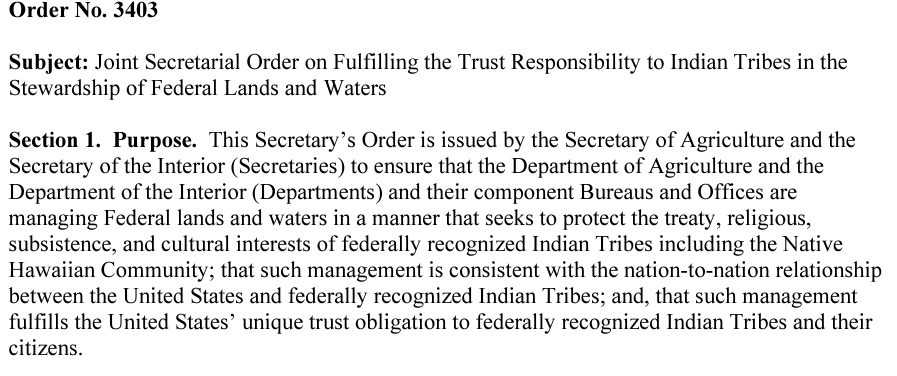 Order No. 3403
Subject: Joint Secretarial Order on Fulfilling the Trust Responsibility to Indian Tribes in the
Stewardship of Federal Lands and Waters
Section 1.  Purpose.  This Secretary’s Order is issued by the Secretary of Agriculture and the
Secretary of the Interior (Secretaries) to ensure that the Department of Agriculture and the
Department of the Interior (Departments) and their component Bureaus and Offices are
managing Federal lands and waters in a manner that seeks to protect the treaty, religious,
subsistence, and cultural interests of federally recognized Indian Tribes including the Native
Hawaiian Community; that such management is consistent with the nation-to-nation relationship
between the United States and federally recognized Indian Tribes; and, that such management
fulfills the United States’ unique trust obligation to federally recognized Indian Tribes and their
citizens.